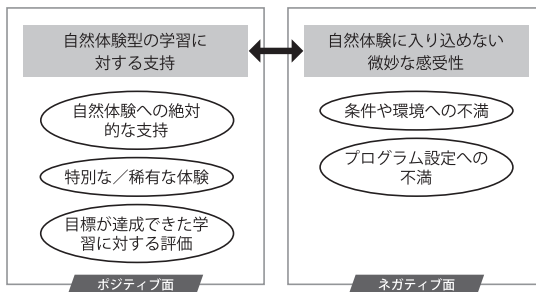 自然体験型の学習に
対する支持
自然体験への絶対
的な支持
特別な／稀有な体験
目標が達成できた学
習に対する評価
ポジティブ面
自然体験に入り込めない
微妙な感受性
条件や環境への不満
プログラム設定への
不満
ネガティブ面